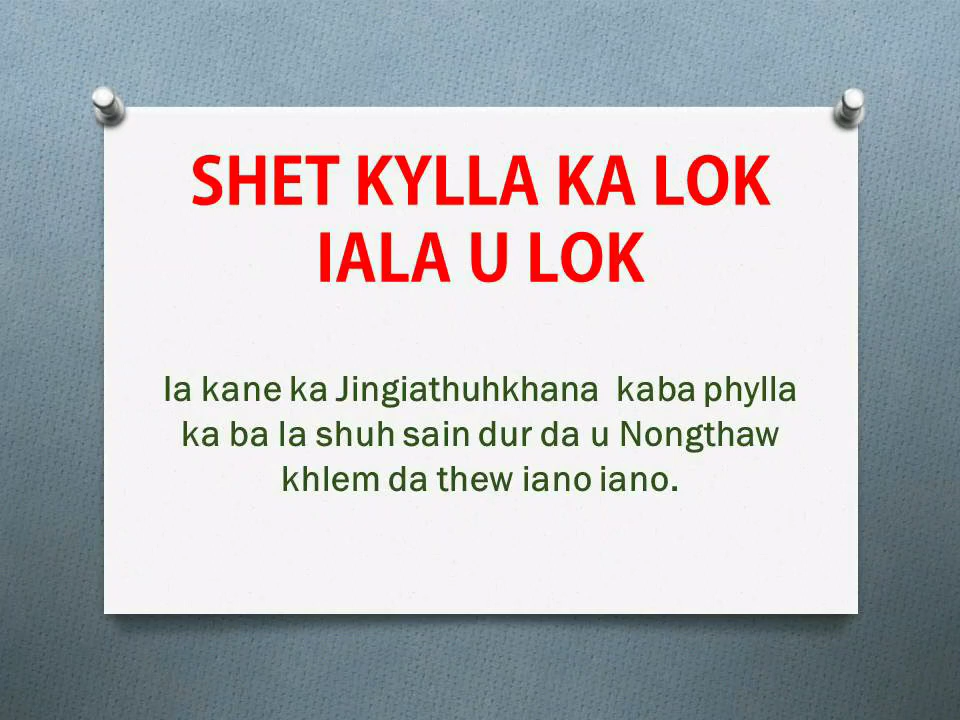 SHET KYLLA KA LOK
IALA U LOK
Ia kane ka Jingiathuhkhana kaba phylla
ka ba la shuh sain dur da u Nongthaw
khlem da thew iano iano.